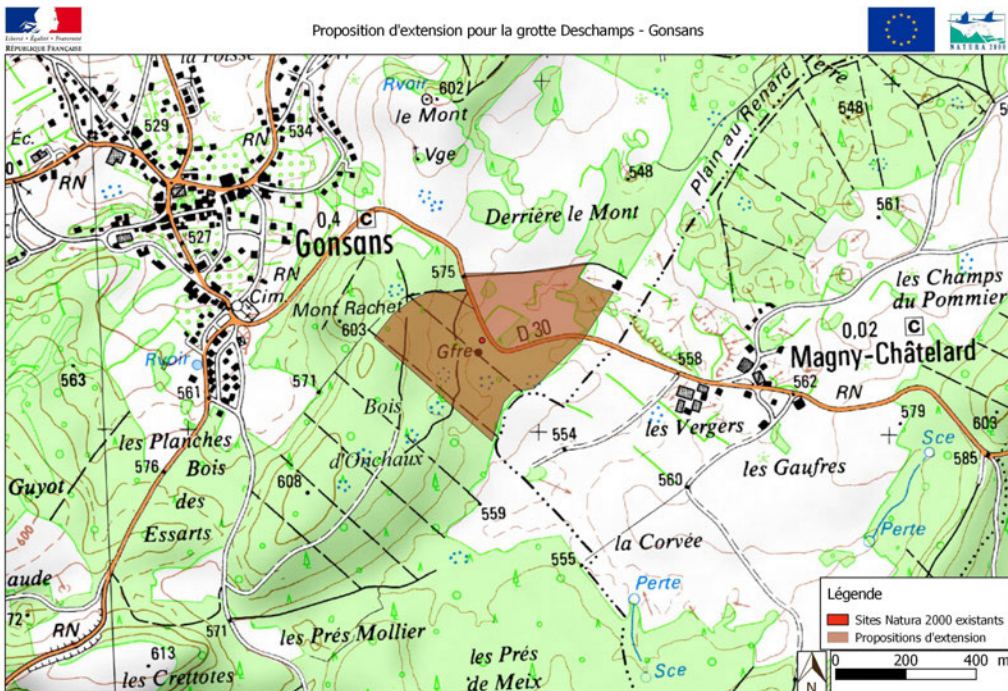 Liberté • Égalité • Fraternité
RÉPUBLIQUE FRANÇAISE
Proposition d'extension pour la grotte Deschamps - Gonsans
NATURA 2000
Rvoir
602
le Mont
Éc.
529
534
RN
548
548
Vge
Plain au Renard
Terre
RN
Derrière le Mont
561
527
0.4
C
Gonsans
RN
575
les Champs
du Pommier
Cim.
Mont Rachet
603
D 30
0,02
C
Gfre
Magny-Châtelard
Rvoir
558
562
RN
563
561
571
Bois
579
603
les Planches
d'Onchaux
554
les Vergers
Sce
585
576
Bois
les Gaufres
Guyot
des
608
560
Essarts
559
600
la Corvée
Perte
555
aude
Perte
72
RN
571
les Prés Mollier
613
les Crettotes
les Prés
de Meix
Sce
Légende
Sites Natura 2000 existants
Propositions d'extension
0 200 400 m
N